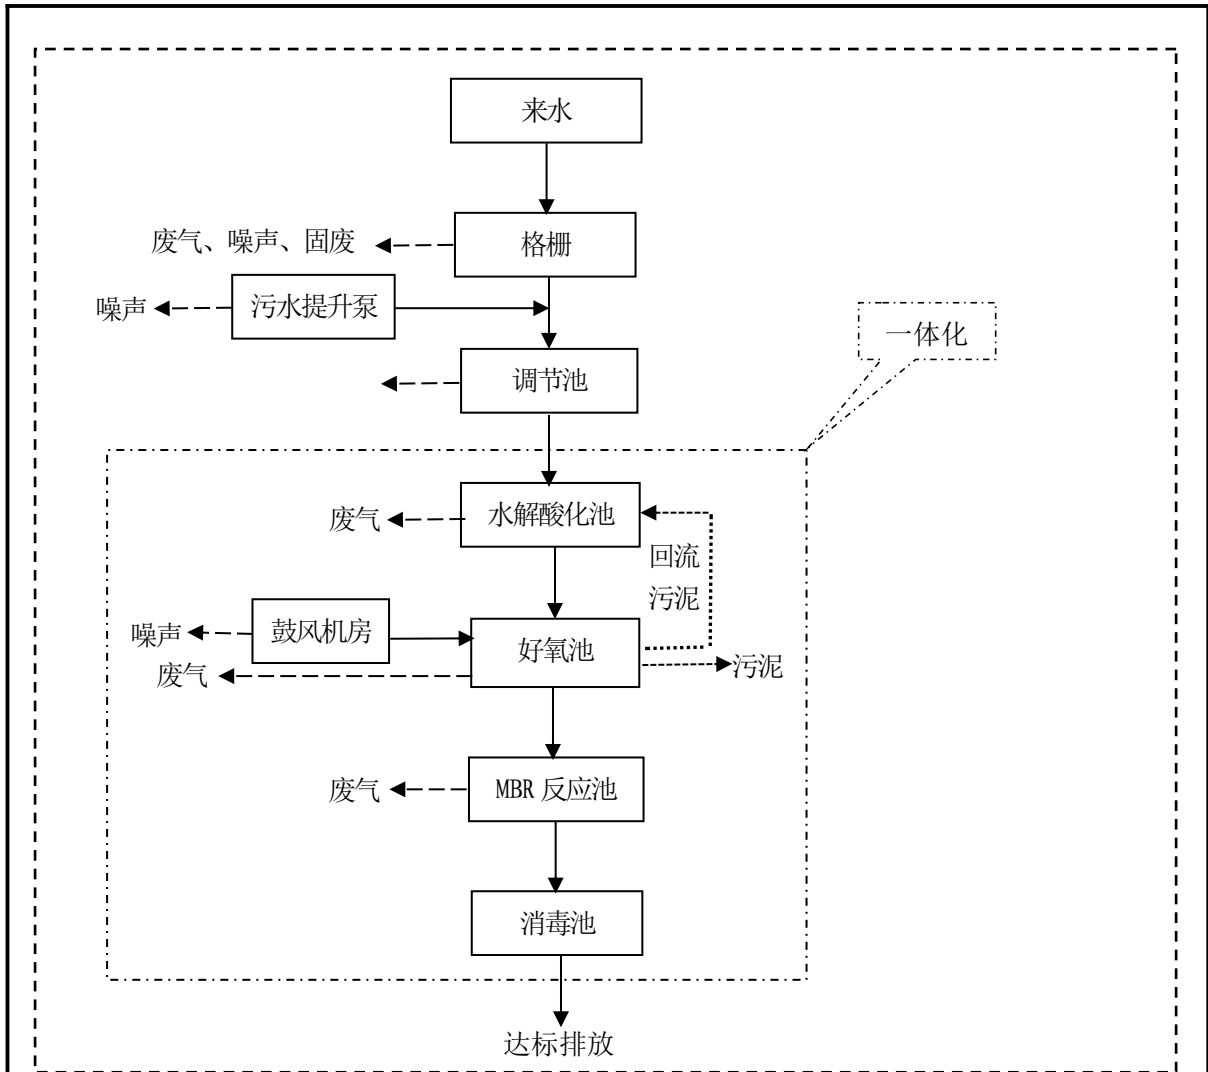 来水
废气、噪声、固废
格栅
噪声
污水提升泵
一体化
调节池
废气
水解酸化池
回流
污泥
噪声
鼓风机房
好氧池
废气
污泥
废气
MBR 反应池
消毒池
达标排放